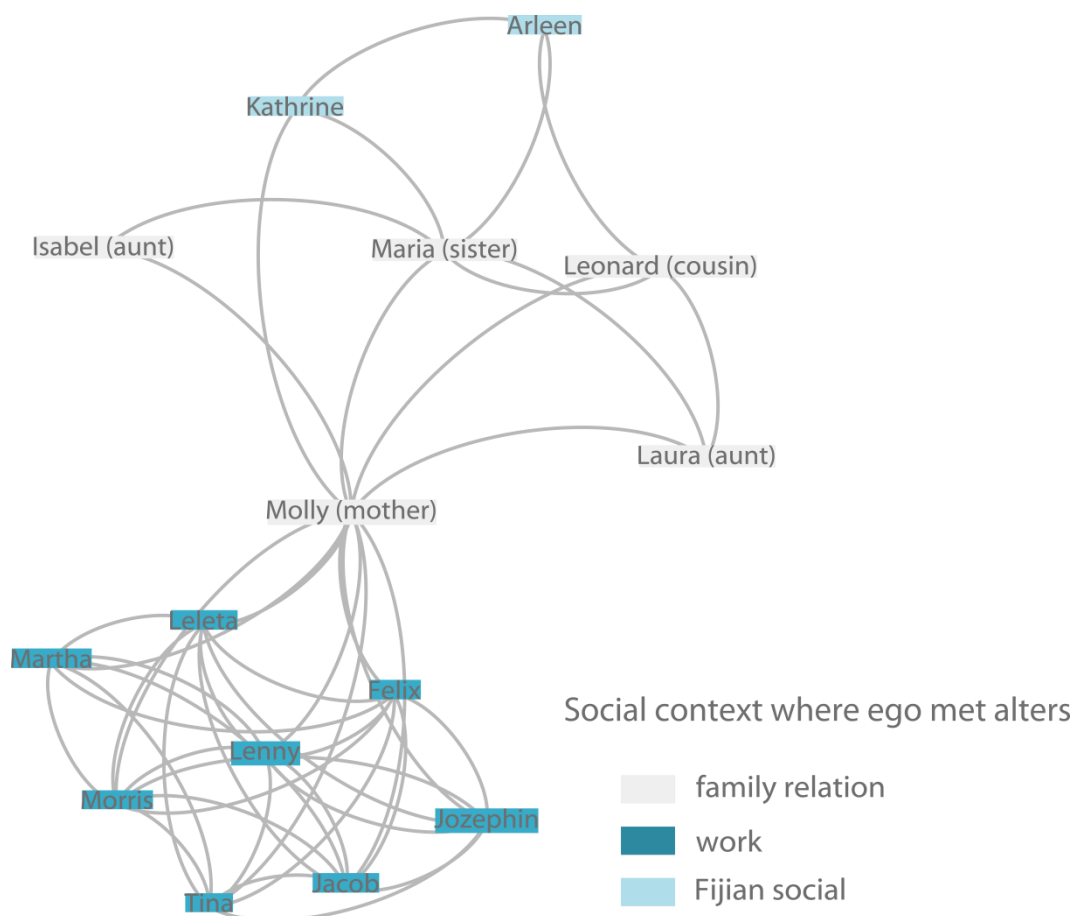 Arleen
Kathrine
Isabel (aunt)
Maria (sister)
Leonard (cousin)
Laura (aunt)
Molly (mother)
Leleta
Martha
Felix
Lenny
Morris
Jozephin
Jacob
Tina
Social context where ego met alters
family relation
work
Fijian social